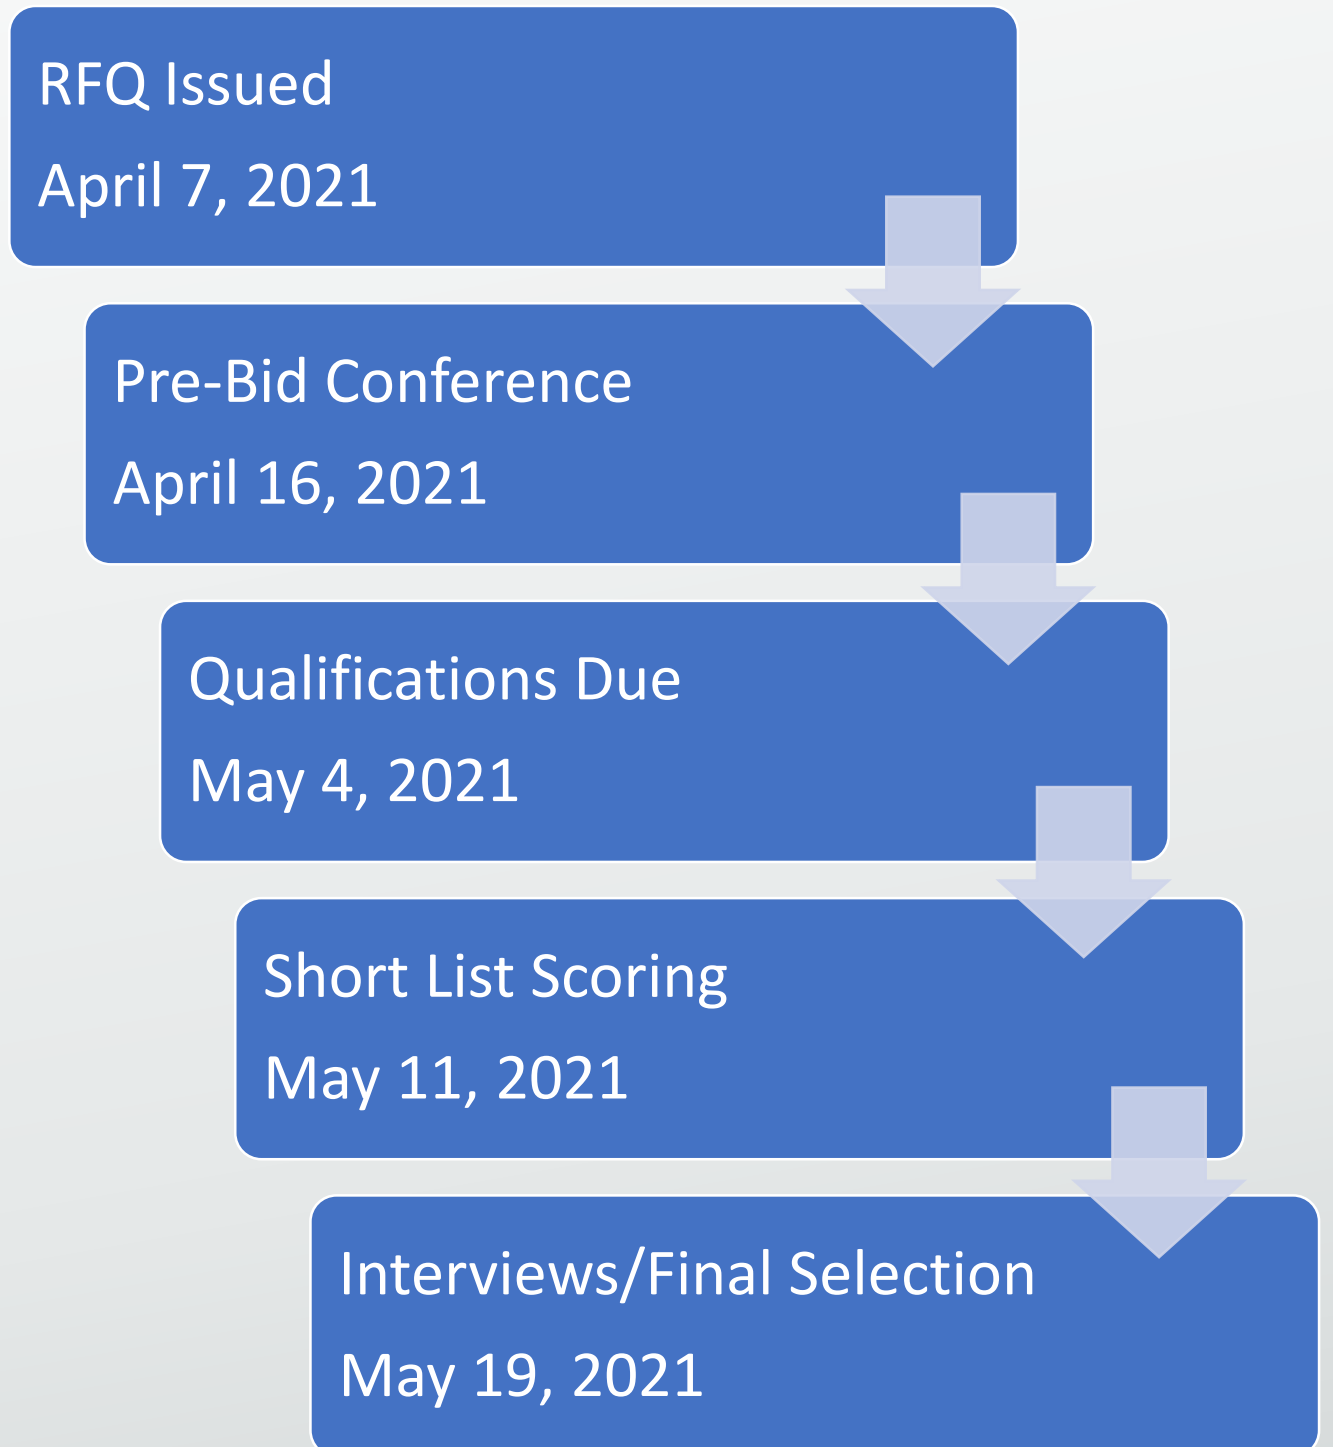 RFQ Issued
April 7, 2021
Pre-Bid Conference
April 16, 2021
Qualifications Due
May 4, 2021
Short List Scoring
May 11, 2021
Interviews/Final Selection
May 19, 2021